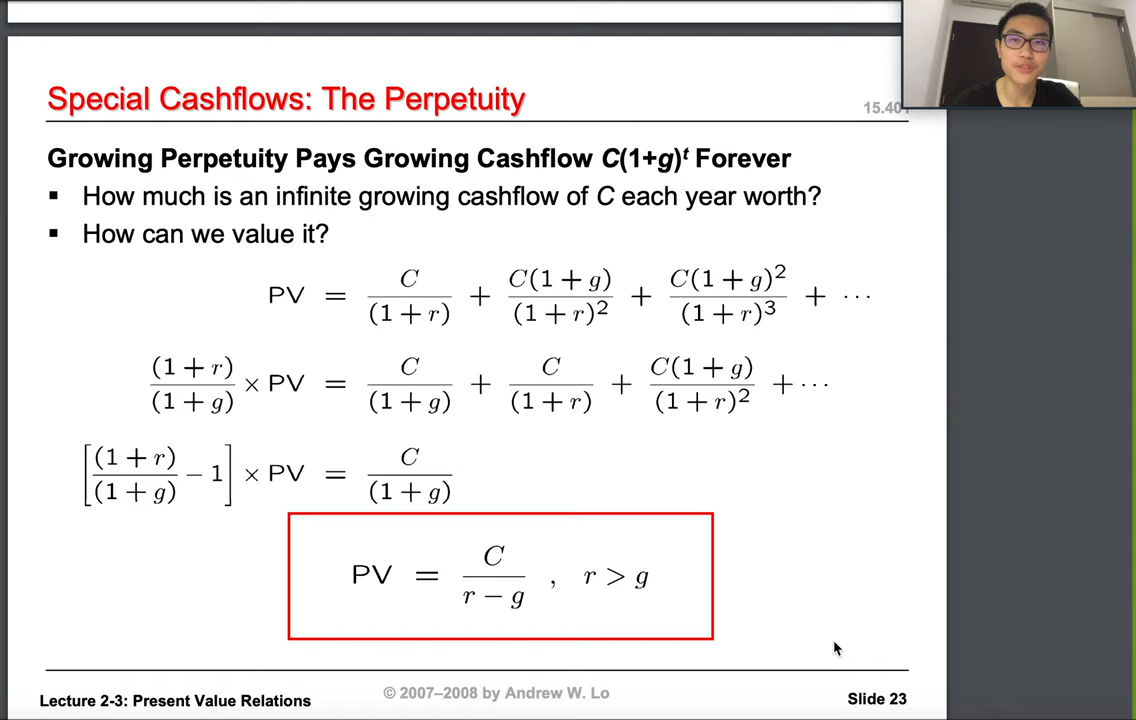 Special Cashflows: The Perpetuity
15.401
Growing Perpetuity Pays Growing Cashflow C(1+g)^t Forever
▪ How much is an infinite growing cashflow of C each year worth?
▪ How can we value it?
PV = C/(1 + r) + C(1 + g)/(1 + r)^2 + C(1 + g)^2/(1 + r)^3 + ⋯
(1 + r)/(1 + g) × PV = C/(1 + g) + C/(1 + r) + C(1 + g)/(1 + r)^2 + ⋯
[(1 + r)/(1 + g) − 1] × PV = C/(1 + g)
PV = C/(r − g) , r > g
Lecture 2-3: Present Value Relations
© 2007–2008 by Andrew W. Lo
Slide 23